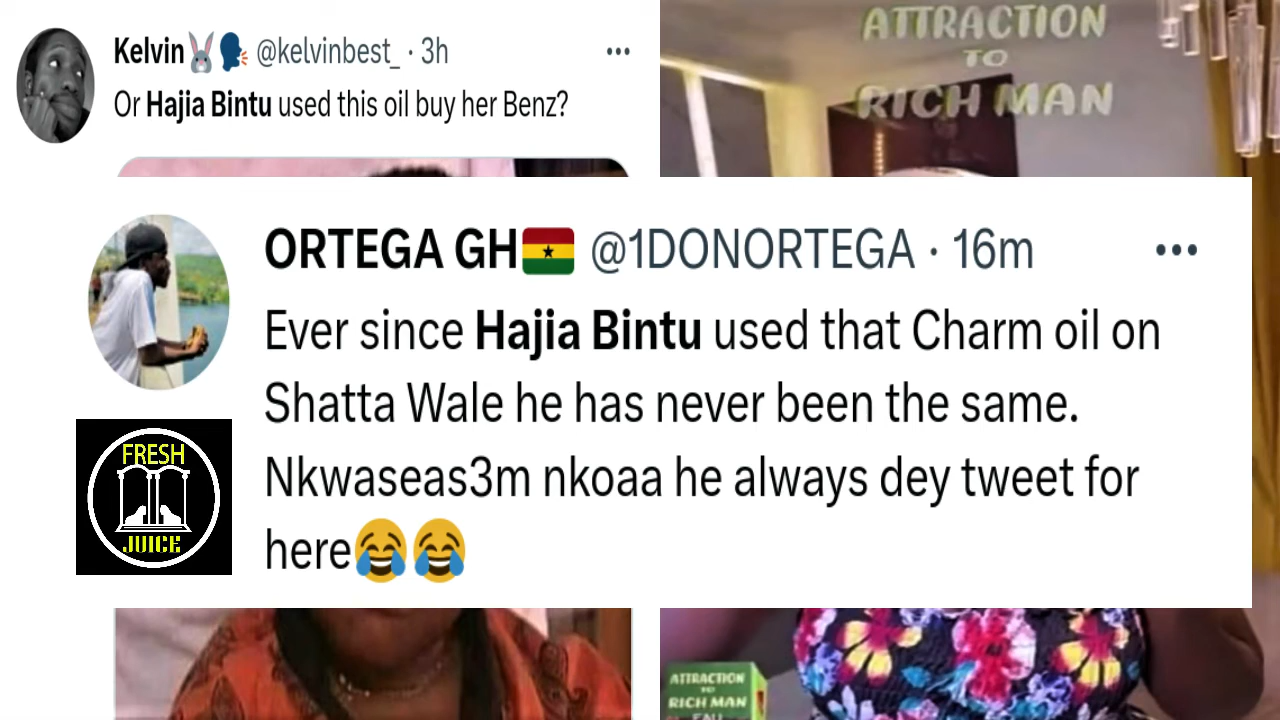 Kelvin🐰🗣️ @kelvinbest_ · 3h
Or Hajia Bintu used this oil buy her Benz?
ATTRACTION
TO
RICH MAN
ORTEGA GH🇬🇭 @1DONORTEGA · 16m
Ever since Hajia Bintu used that Charm oil on
Shatta Wale he has never been the same.
Nkwaseas3m nkoaa he always dey tweet for
here😂😂
FRESH
JUICE
ATTRACTION
TO
RICH MAN